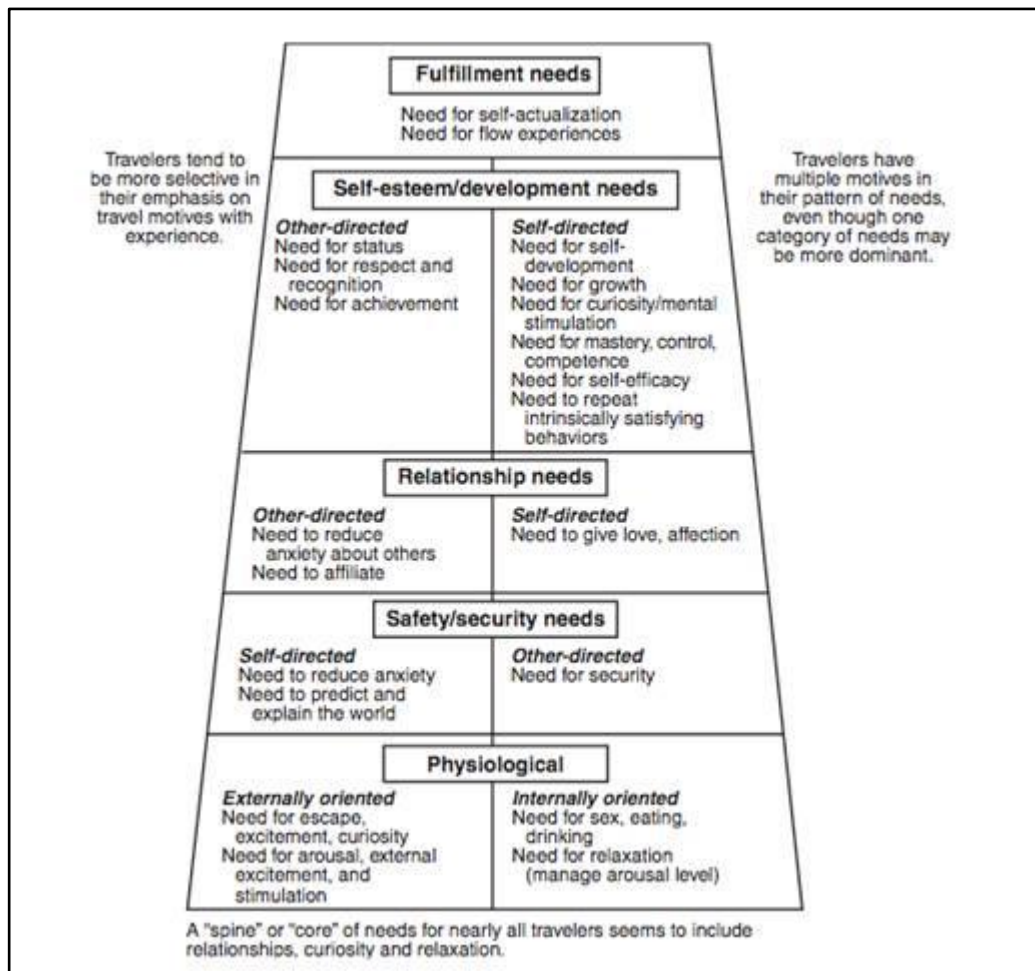 Fulfillment needs
Need for self-actualization
Need for flow experiences
Travelers tend to
be more selective in
their emphasis on
travel motives with
experience.
Travelers have
multiple motives in
their pattern of needs,
even though one
category of needs may
be more dominant.
Self-esteem/development needs
Other-directed
Need for status
Need for respect and
recognition
Need for achievement
Self-directed
Need for self-
development
Need for growth
Need for curiosity/mental
stimulation
Need for mastery, control,
competence
Need for self-efficacy
Need to repeat
intrinsically satisfying
behaviors
Relationship needs
Other-directed
Need to reduce
anxiety about others
Need to affiliate
Self-directed
Need to give love, affection
Safety/security needs
Self-directed
Need to reduce anxiety
Need to predict and
explain the world
Other-directed
Need for security
Physiological
Externally oriented
Need for escape,
excitement, curiosity
Need for arousal, external
excitement, and
stimulation
Internally oriented
Need for sex, eating,
drinking
Need for relaxation
(manage arousal level)
A "spine" or "core" of needs for nearly all travelers seems to include
relationships, curiosity and relaxation.